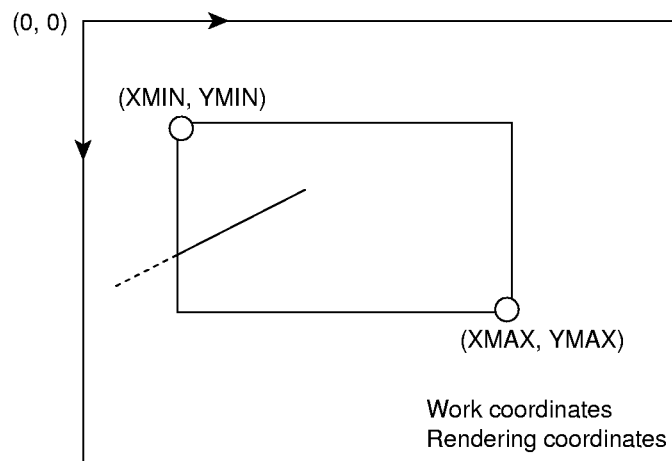 (0, 0)
(XMIN, YMIN)
(XMAX, YMAX)
Work coordinates
Rendering coordinates